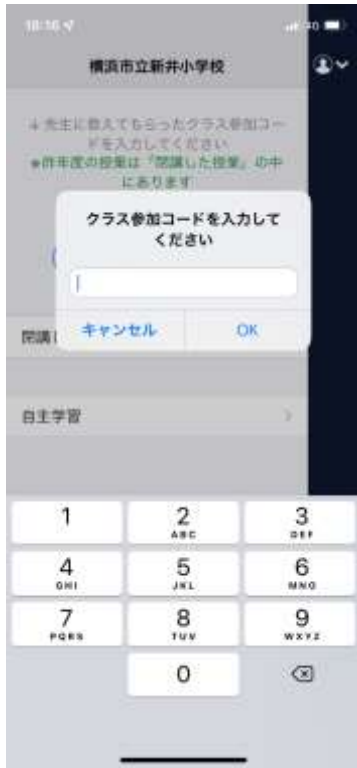 18:16
横浜市立新井小学校
↓ 先生に教えてもらったクラス参加コー
ドを入力してください
※昨年度の授業は「閉講した授業」の中
にあります
クラス参加コードを入力して
ください
キャンセル OK
閉講し
自主学習
1 2 3
ABC DEF
4 5 6
GHI JKL MNO
7 8 9
PQRS TUV WXYZ
0